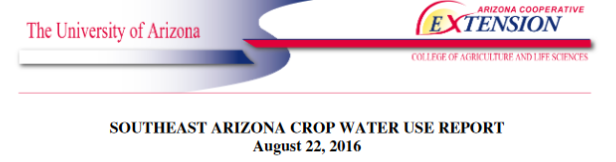 The University of Arizona
ARIZONA COOPERATIVE
EXTENSION
COLLEGE OF AGRICULTURE AND LIFE SCIENCES
SOUTHEAST ARIZONA CROP WATER USE REPORT
August 22, 2016